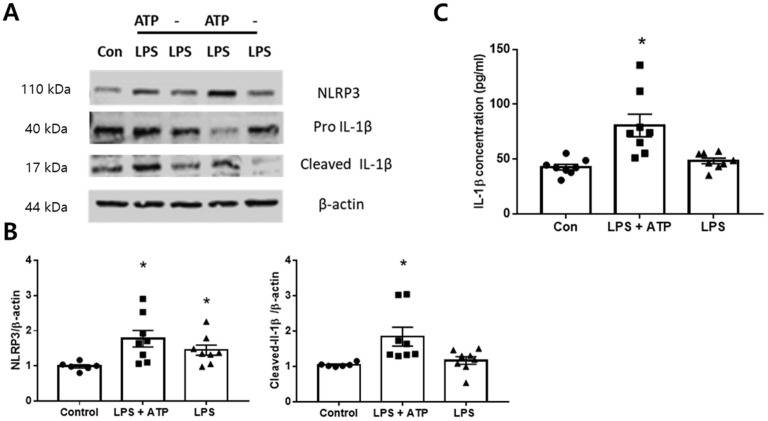 A
ATP - ATP -
Con LPS LPS LPS LPS
110 kDa NLRP3
40 kDa Pro IL-1β
17 kDa Cleaved IL-1β
44 kDa β-actin
B
NLRP3/β-actin
4
3
2
1
0
*
*
Control LPS + ATP LPS
Cleaved-Il-1β /β-actin
4
3
2
1
0
*
Control LPS + ATP LPS
C
IL-1β concentration (pg/ml)
150
100
50
0
*
Con LPS + ATP LPS